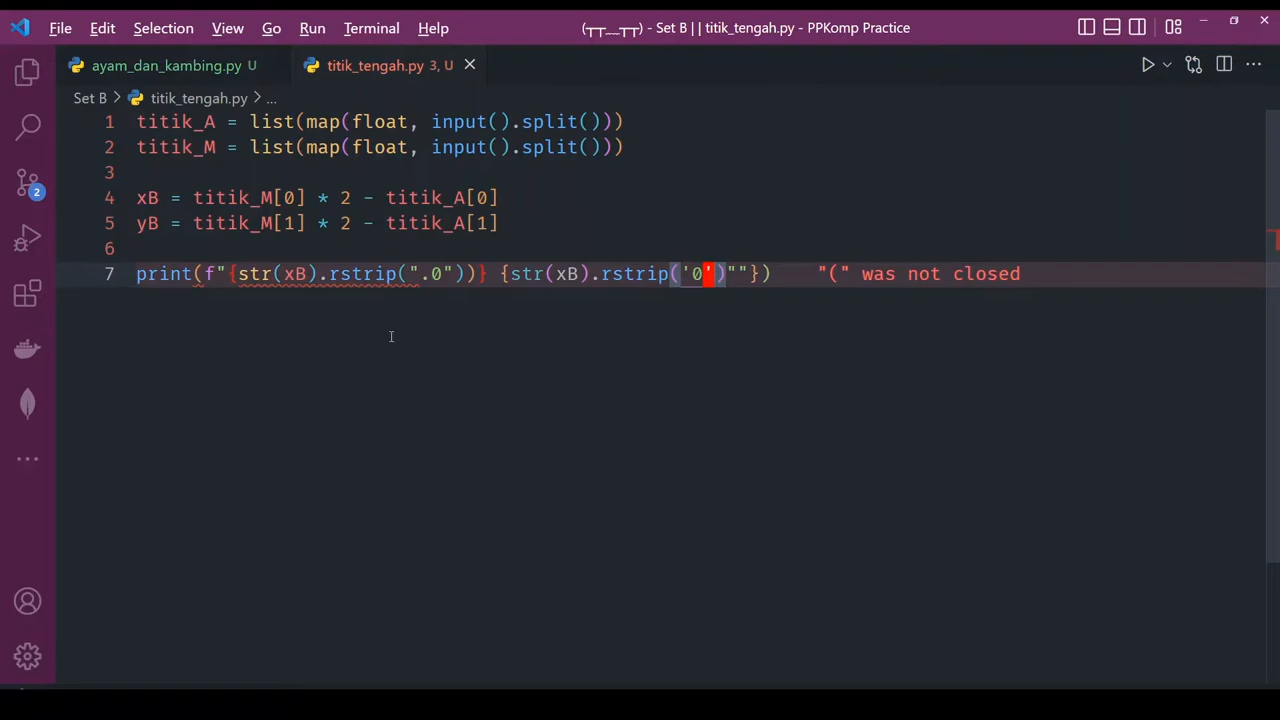 File Edit Selection View Go Run Terminal Help (┬┬﹏┬┬) - Set B | | titik_tengah.py - PPKomp Practice
ayam_dan_kambing.py U titik_tengah.py 3, U
Set B > titik_tengah.py > ...
1 titik_A = list(map(float, input().split()))
2 titik_M = list(map(float, input().split()))
3
4 xB = titik_M[0] * 2 - titik_A[0]
5 yB = titik_M[1] * 2 - titik_A[1]
6
7 print(f"{str(xB).rstrip(".0"))} {str(xB).rstrip('0')""}) "(" was not closed
2